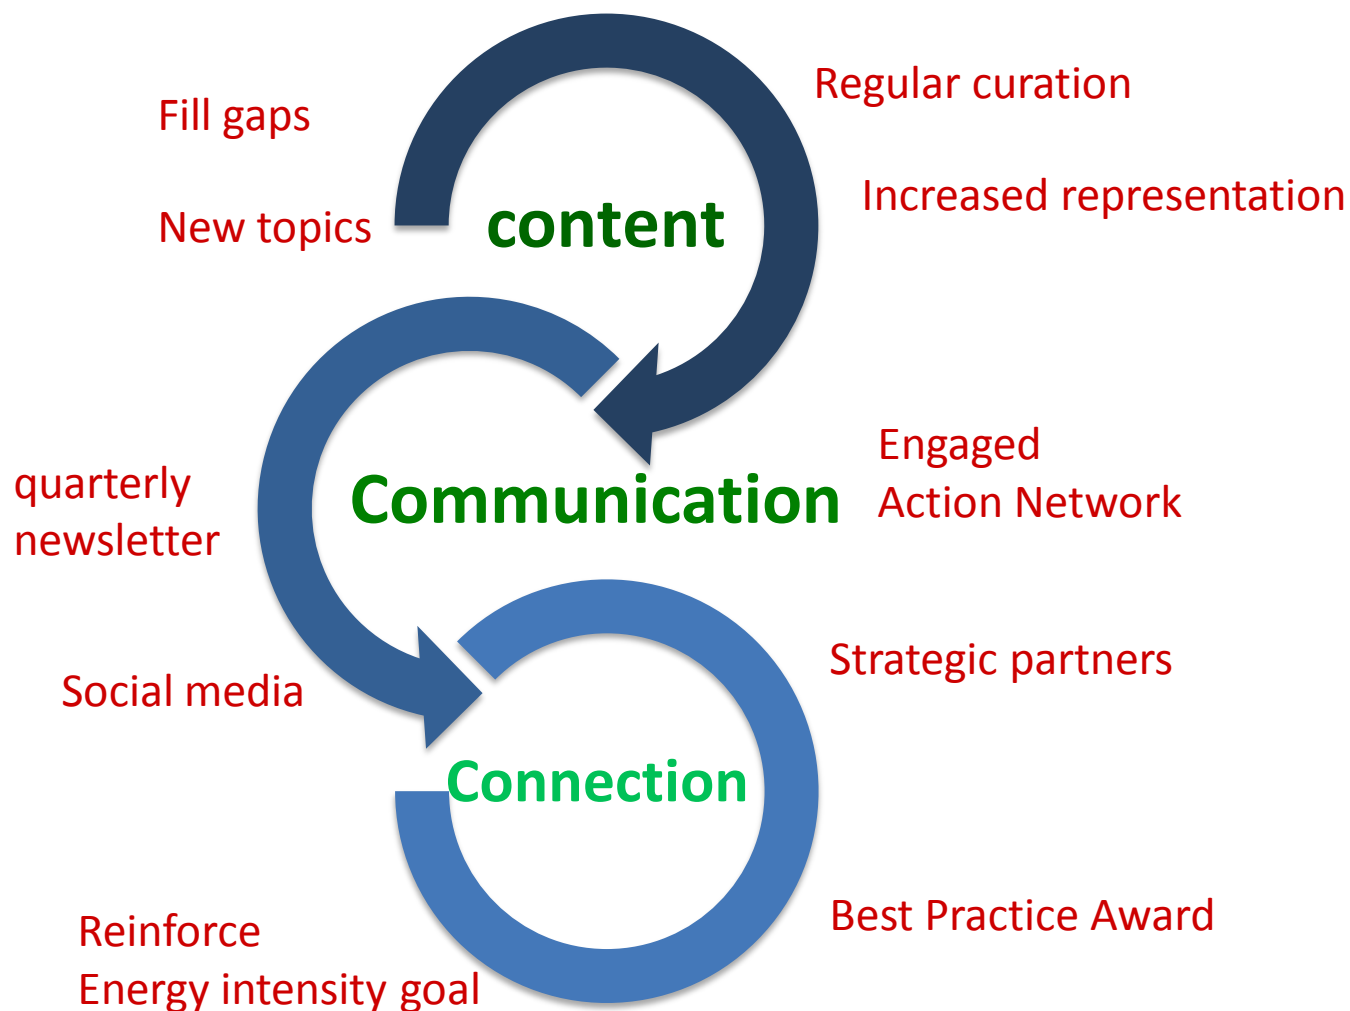 Fill gaps
Regular curation
New topics
content
Increased representation
quarterly
newsletter
Communication
Engaged
Action Network
Social media
Strategic partners
Connection
Reinforce
Energy intensity goal
Best Practice Award